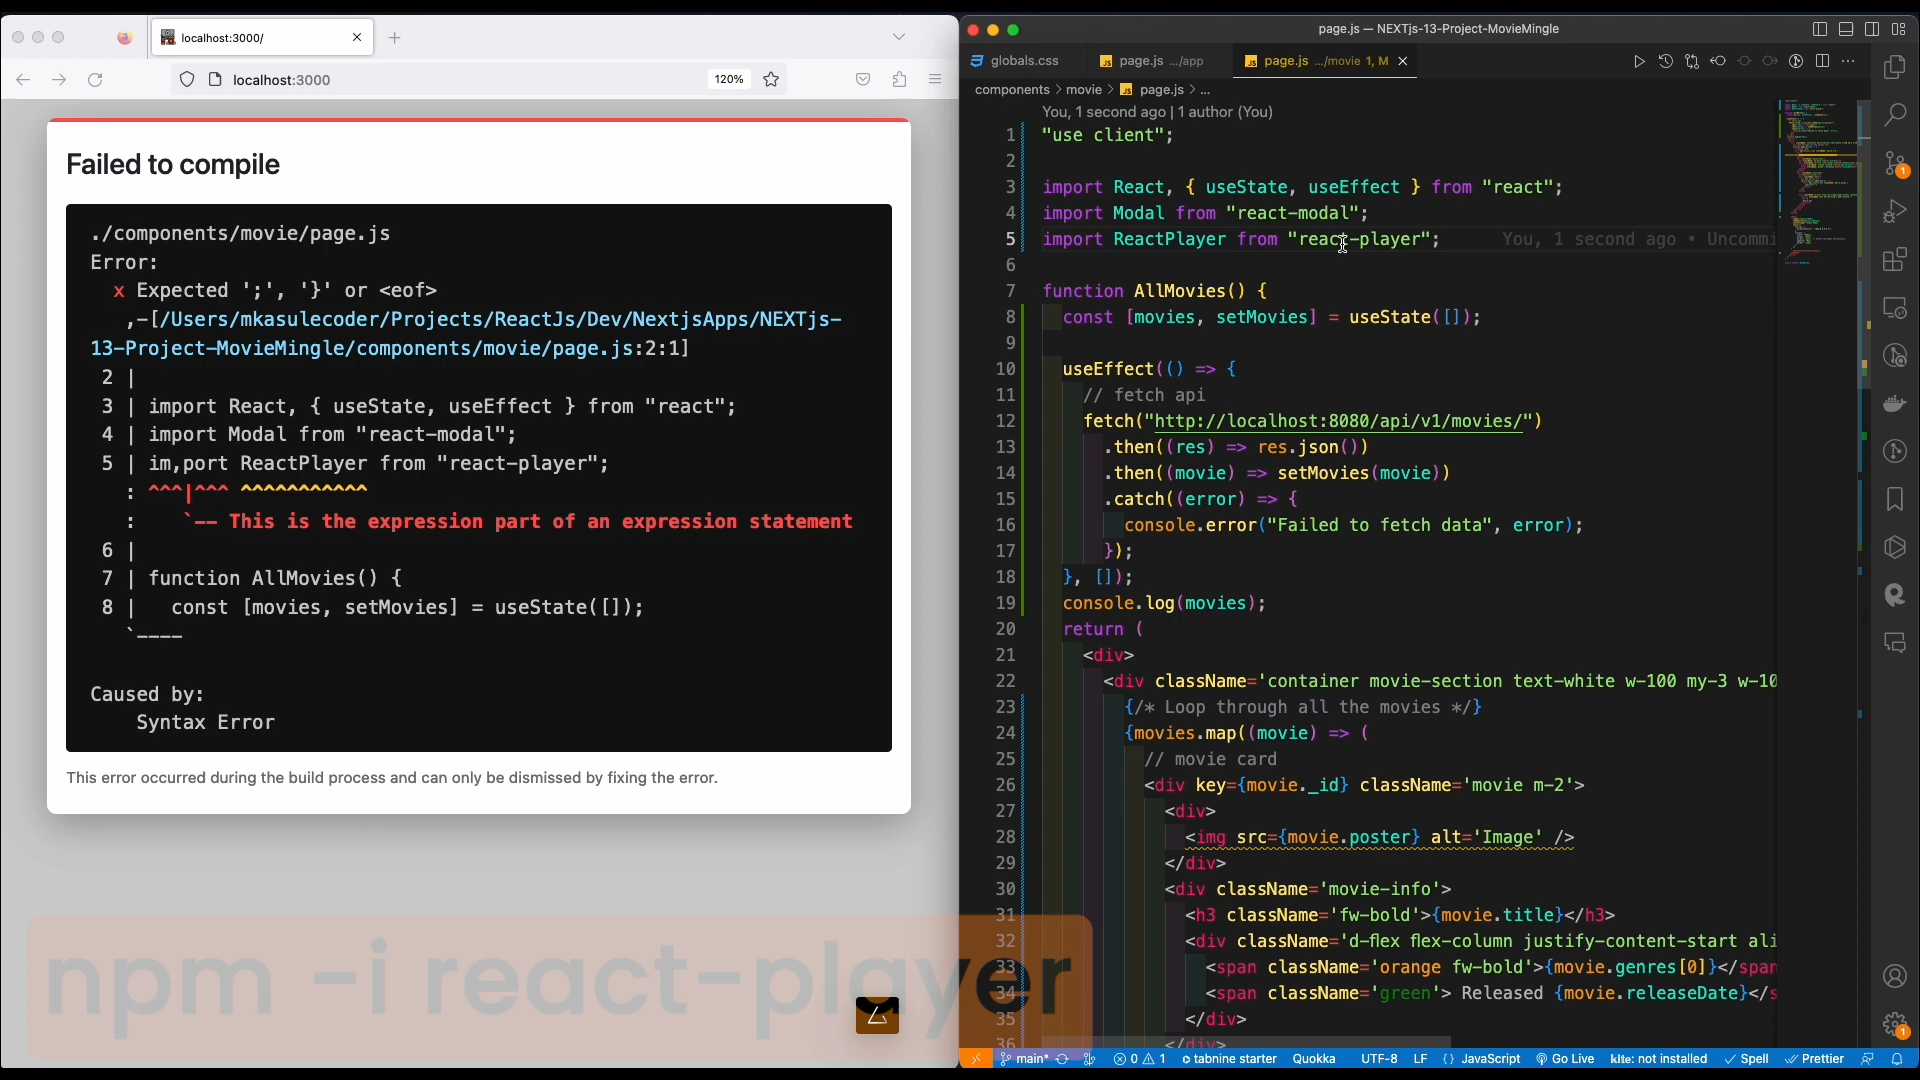 localhost:3000/
localhost:3000
120%
Failed to compile
./components/movie/page.js
Error:
x Expected ';', '}' or <eof>
,-[/Users/mkasulecoder/Projects/ReactJs/Dev/NextjsApps/NEXTjs-
13-Project-MovieMingle/components/movie/page.js:2:1]
2 |
3 | import React, { useState, useEffect } from "react";
4 | import Modal from "react-modal";
5 | im,port ReactPlayer from "react-player";
: ^^^|^^^ ^^^^^^^^^^^
: `-- This is the expression part of an expression statement
6 |
7 | function AllMovies() {
8 |   const [movies, setMovies] = useState([]);
`----
Caused by:
Syntax Error
This error occurred during the build process and can only be dismissed by fixing the error.
npm -i react-player
page.js — NEXTjs-13-Project-MovieMingle
globals.css
page.js .../app
page.js .../movie 1, M
components > movie > page.js > ...
You, 1 second ago | 1 author (You)
1 "use client";
2
3 import React, { useState, useEffect } from "react";
4 import Modal from "react-modal";
5 import ReactPlayer from "react-player"; You, 1 second ago • Uncommi
6
7 function AllMovies() {
8   const [movies, setMovies] = useState([]);
9
10   useEffect(() => {
11     // fetch api
12     fetch("http://localhost:8080/api/v1/movies/")
13       .then((res) => res.json())
14       .then((movie) => setMovies(movie))
15       .catch((error) => {
16         console.error("Failed to fetch data", error);
17       });
18   }, []);
19   console.log(movies);
20   return (
21     <div>
22       <div className='container movie-section text-white w-100 my-3 w-10
23         {/* Loop through all the movies */}
24         {movies.map((movie) => (
25           // movie card
26           <div key={movie._id} className='movie m-2'>
27             <div>
28               <img src={movie.poster} alt='Image' />
29             </div>
30             <div className='movie-info'>
31               <h3 className='fw-bold'>{movie.title}</h3>
32               <div className='d-flex flex-column justify-content-start ali
33                 <span className='orange fw-bold'>{movie.genres[0]}</span
34                 <span className='green'> Released {movie.releaseDate}</s
35               </div>
36             </div>
main* 0 1 tabnine starter Quokka UTF-8 LF {} JavaScript Go Live kite: not installed Spell Prettier